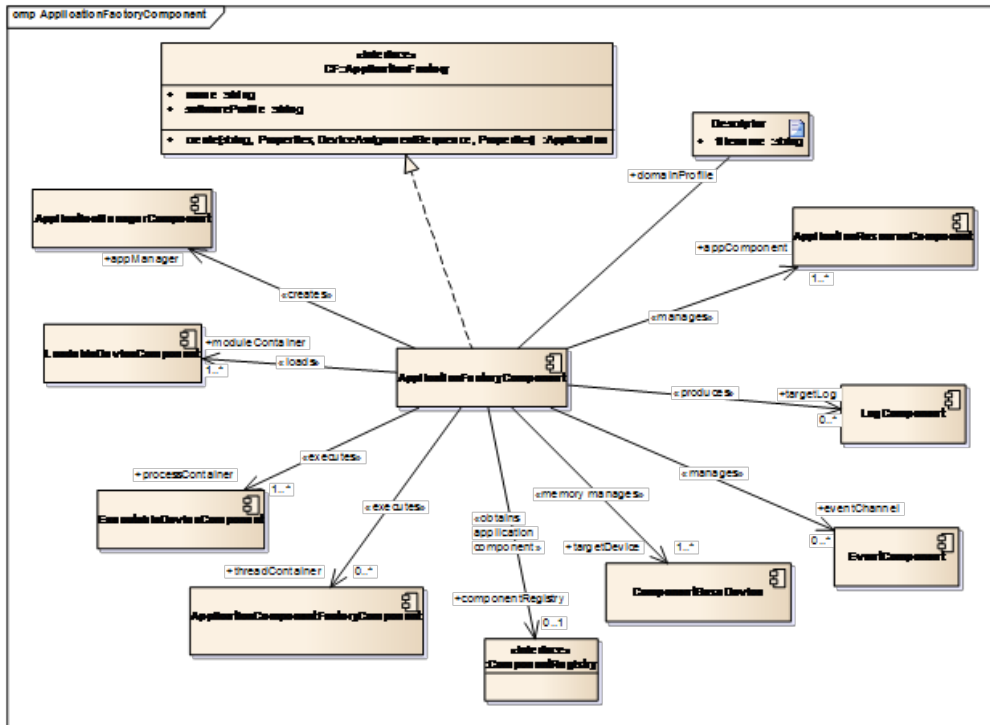 cmp ApplicationFactoryComponent
«interface»
CF::ApplicationFactory
+ name :string
+ softwareProfile :string
+ create(string, Properties, DeviceAssignmentSequence, Properties) :Application
Descriptor
+ filename :string
+domainProfile
ApplicationManagerComponent
+appManager
«creates»
ApplicationResourceComponent
+appComponent
1..*
«manages»
LoadableDeviceComponent
+moduleContainer
1..*
«loads»
ApplicationFactoryComponent
«produces»
+targetLog
0..*
LogComponent
«executes»
+processContainer
1..*
ExecutableDeviceComponent
«executes»
+threadContainer
0..*
ApplicationComponentFactoryComponent
«obtains
application
component»
+componentRegistry
0..1
«interface»
:ComponentRegistry
«memory manages»
+targetDevice
1..*
ComponentBaseDevice
«manages»
+eventChannel
0..*
EventComponent